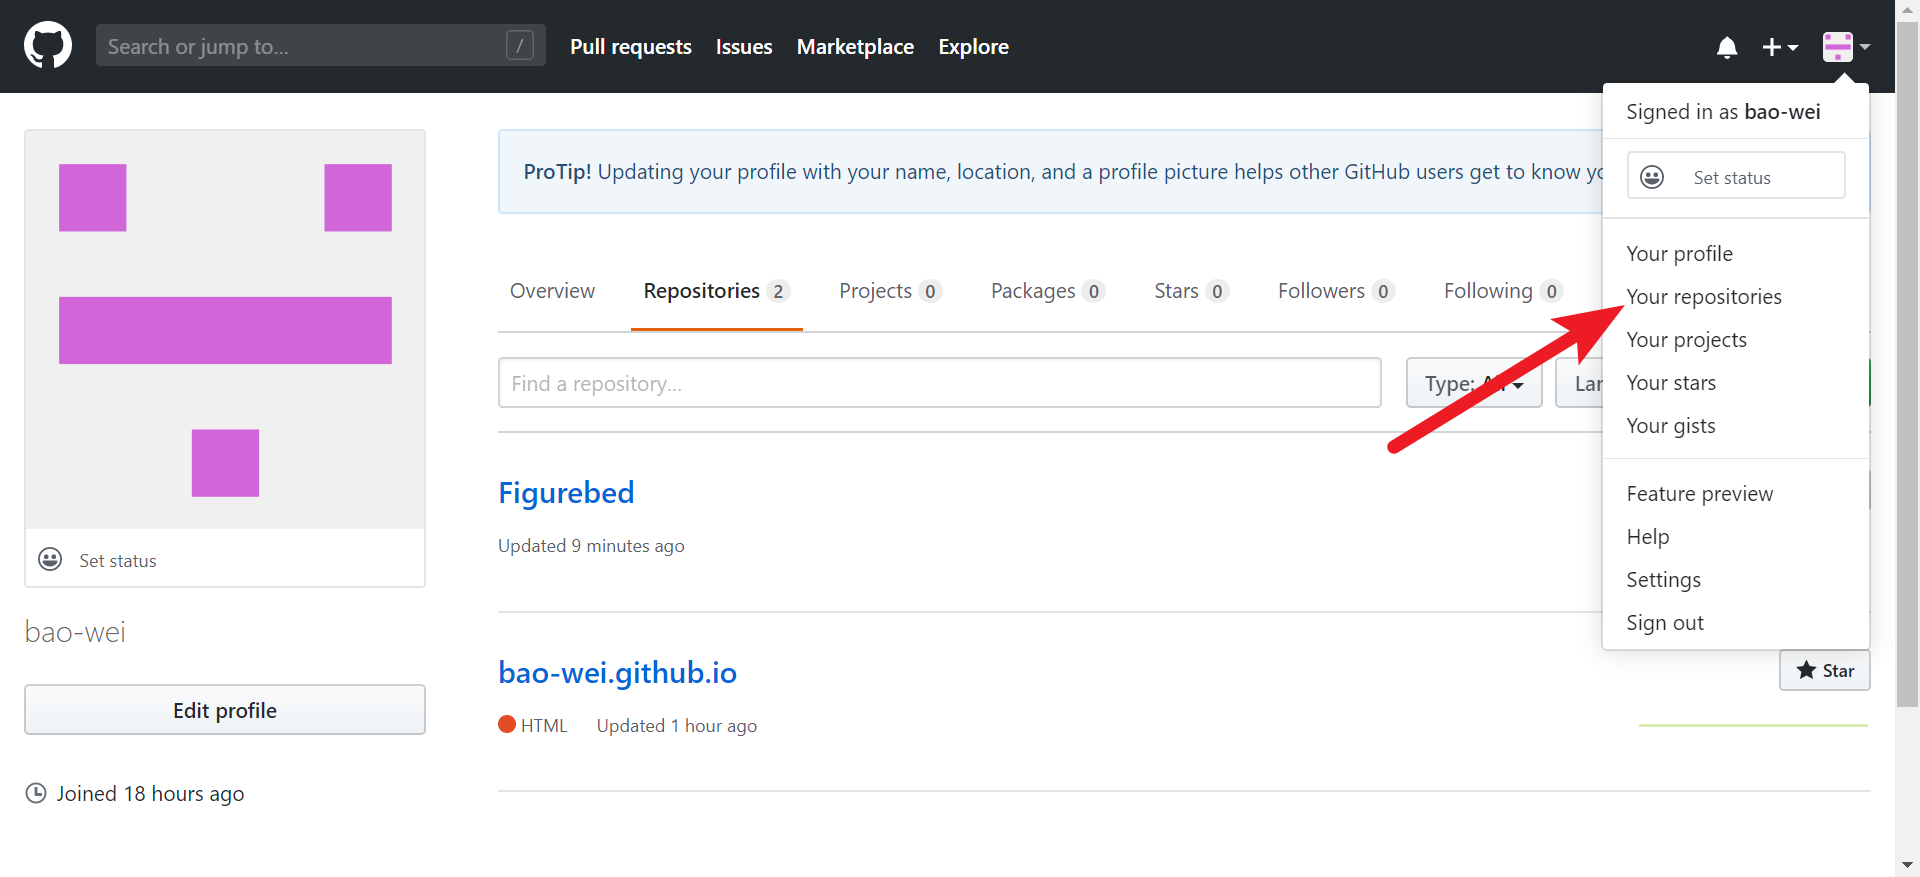 Search or jump to...
/
Pull requests
Issues
Marketplace
Explore
Signed in as bao-wei
Set status
Your profile
Your repositories
Your projects
Your stars
Your gists
Feature preview
Help
Settings
Sign out
ProTip! Updating your profile with your name, location, and a profile picture helps other GitHub users get to know
Overview
Repositories 2
Projects 0
Packages 0
Stars 0
Followers 0
Following 0
Find a repository...
Type:
Figurebed
Updated 9 minutes ago
bao-wei.github.io
Star
HTML
Updated 1 hour ago
Set status
bao-wei
Edit profile
Joined 18 hours ago